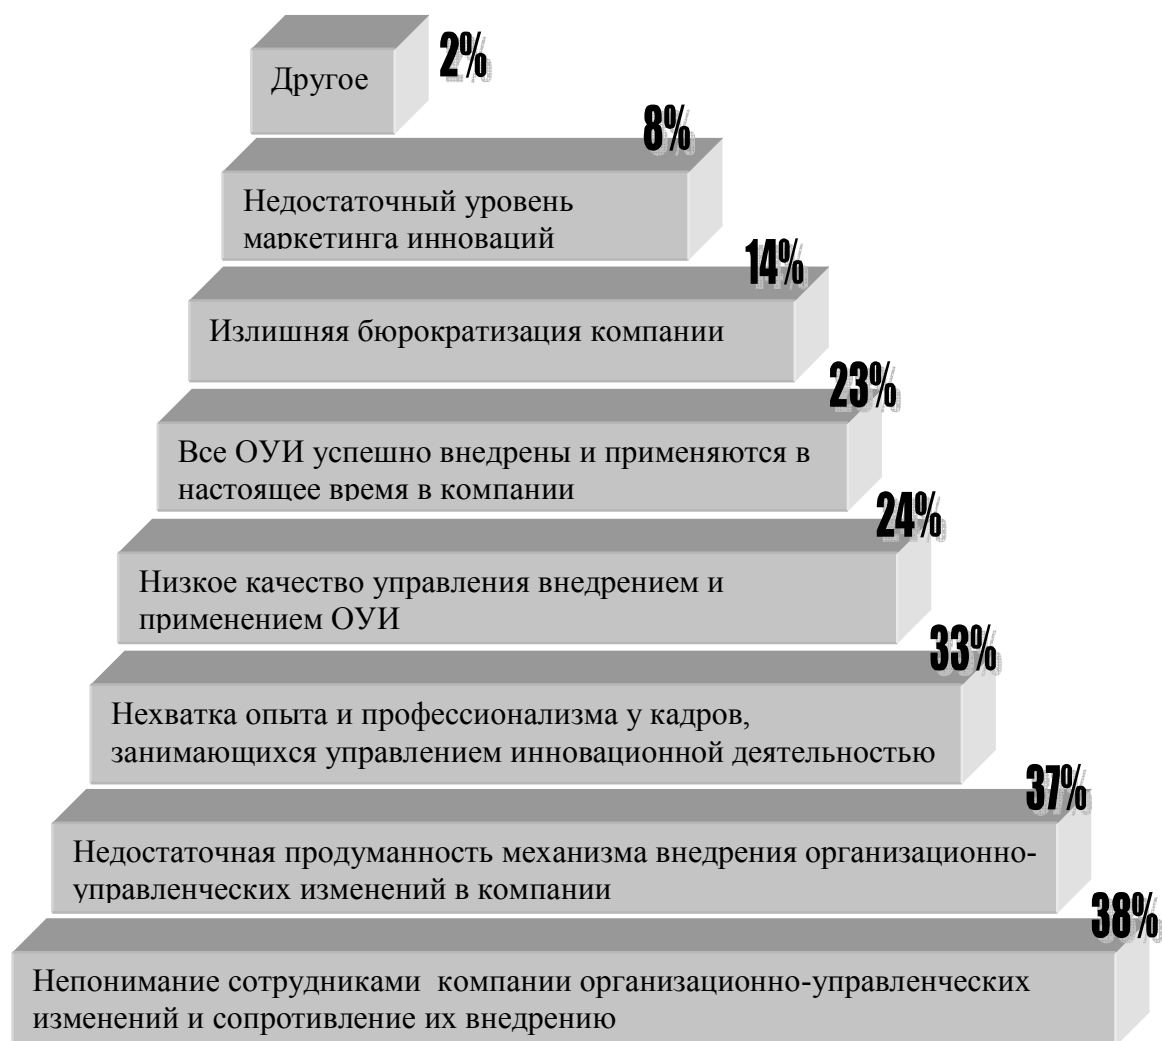 Другое
2%
8%
Недостаточный уровень
маркетинга инноваций
14%
Излишняя бюрократизация компании
23%
Все ОУИ успешно внедрены и применяются в
настоящее время в компании
24%
Низкое качество управления внедрением и
применением ОУИ
33%
Нехватка опыта и профессионализма у кадров,
занимающихся управлением инновационной деятельностью
37%
Недостаточная продуманность механизма внедрения организационно-
управленческих изменений в компании
38%
Непонимание сотрудниками  компании организационно-управленческих
изменений и сопротивление их внедрению